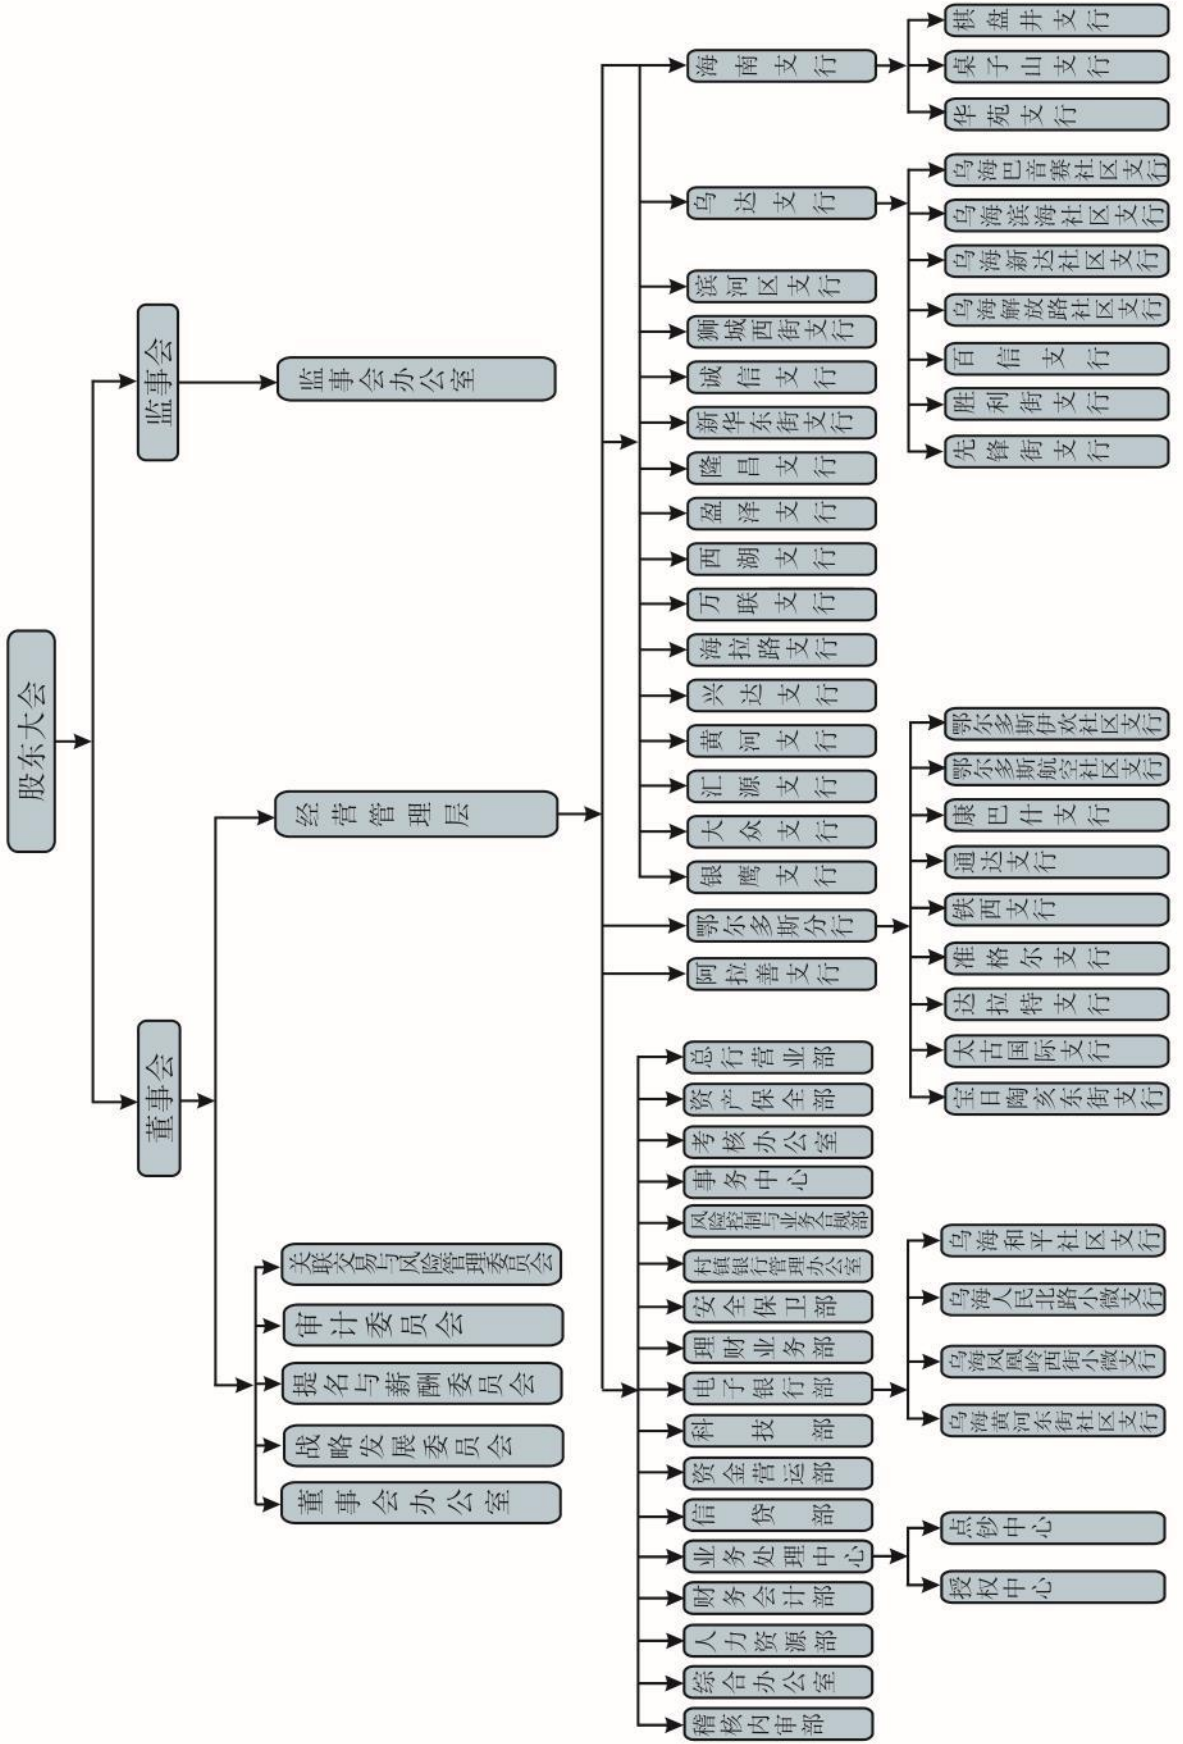 股东大会
董事会
监事会
董事会办公室
战略发展委员会
提名与薪酬委员会
审计委员会
关联交易与风险管理委员会
经营管理层
监事会办公室
稽核内审部
综合办公室
人力资源部
财务会计部
业务处理中心
信贷部
资金营运部
科技部
电子银行部
理财业务部
安全保卫部
村镇银行管理办公室
风险控制与业务合规部
事务中心
考核办公室
资产保全部
总行营业部
阿拉善支行
鄂尔多斯分行
银鹰支行
大众支行
汇源支行
黄河支行
兴达支行
海拉路支行
万联支行
西湖支行
盈泽支行
隆昌支行
新华东街支行
诚信支行
狮城西街支行
滨河区支行
乌达支行
海南支行
授权中心
点钞中心
乌海黄河东街社区支行
乌海凤凰岭西街小微支行
乌海人民北路小微支行
乌海和平社区支行
宝日陶亥东街支行
太古国际支行
达拉特支行
准格尔支行
铁西支行
通达支行
康巴什支行
鄂尔多斯航空社区支行
鄂尔多斯伊欢社区支行
先锋街支行
胜利街支行
百信支行
乌海解放路社区支行
乌海新达社区支行
乌海滨海社区支行
乌海巴音赛社区支行
华苑支行
桌子山支行
棋盘井支行